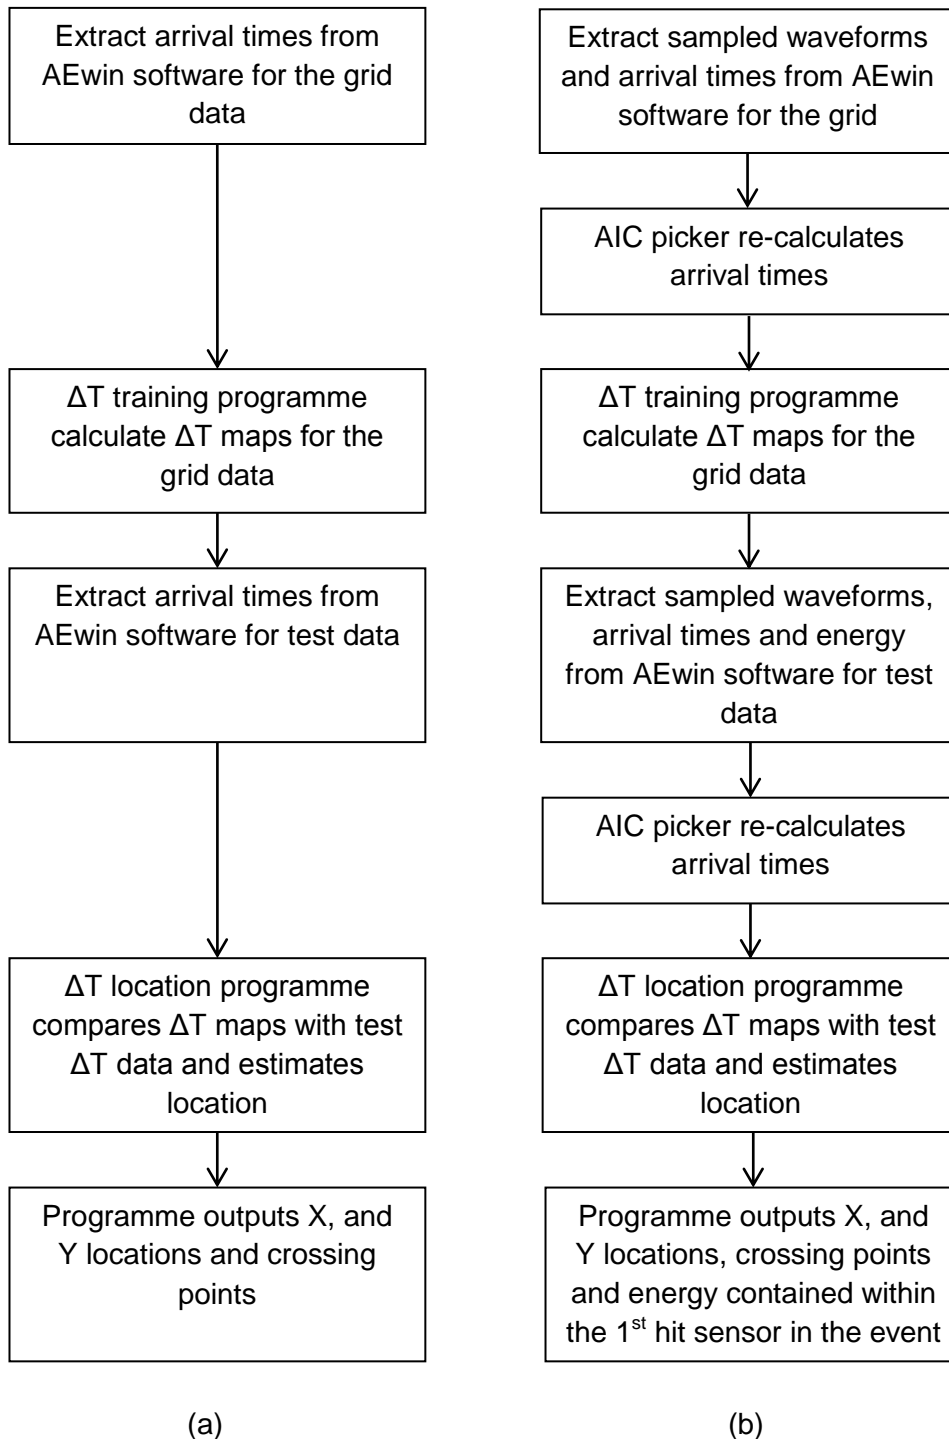 Extract arrival times from
AEwin software for the grid
data
ΔT training programme
calculate ΔT maps for the
grid data
Extract arrival times from
AEwin software for test data
ΔT location programme
compares ΔT maps with test
ΔT data and estimates
location
Programme outputs X, and
Y locations and crossing
points
(a)
Extract sampled waveforms
and arrival times from AEwin
software for the grid
AIC picker re-calculates
arrival times
ΔT training programme
calculate ΔT maps for the
grid data
Extract sampled waveforms,
arrival times and energy
from AEwin software for test
data
AIC picker re-calculates
arrival times
ΔT location programme
compares ΔT maps with test
ΔT data and estimates
location
Programme outputs X, and
Y locations, crossing points
and energy contained within
the 1st hit sensor in the event
(b)